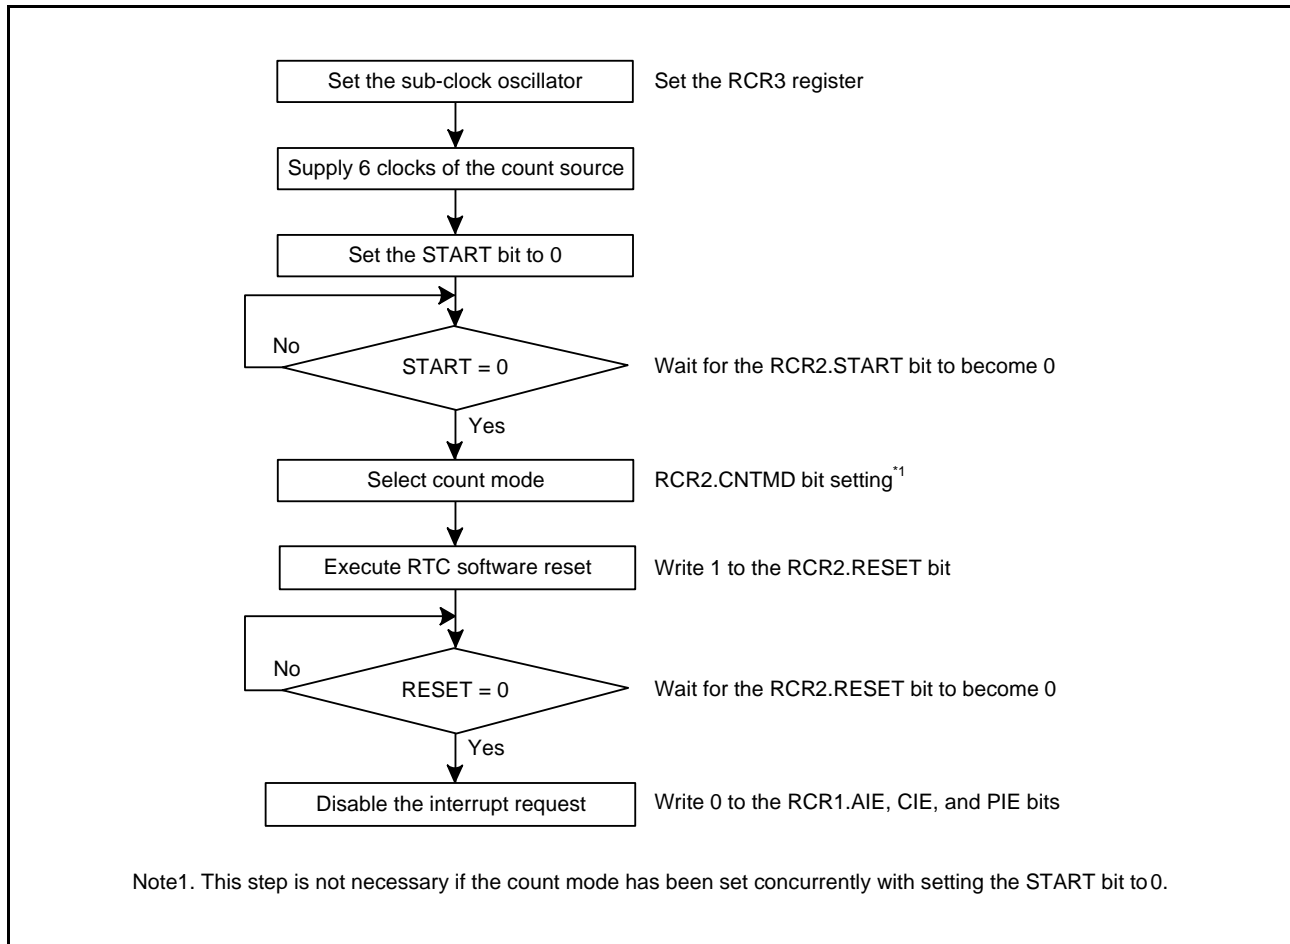 Set the sub-clock oscillator
Set the RCR3 register
Supply 6 clocks of the count source
Set the START bit to 0
No
START = 0
Wait for the RCR2.START bit to become 0
Yes
Select count mode
RCR2.CNTMD bit setting*1
Execute RTC software reset
Write 1 to the RCR2.RESET bit
No
RESET = 0
Wait for the RCR2.RESET bit to become 0
Yes
Disable the interrupt request
Write 0 to the RCR1.AIE, CIE, and PIE bits
Note1. This step is not necessary if the count mode has been set concurrently with setting the START bit to 0.